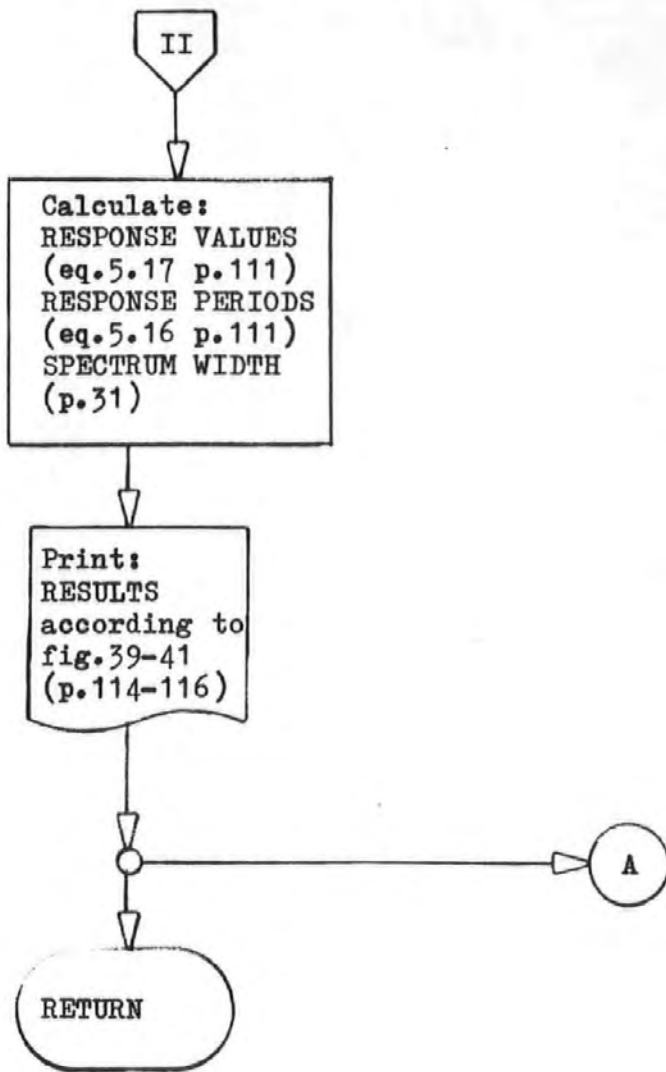 II
Calculate:
RESPONSE VALUES
(eq.5.17 p.111)
RESPONSE PERIODS
(eq.5.16 p.111)
SPECTRUM WIDTH
(p.31)
Print:
RESULTS
according to
fig.39-41
(p.114-116)
A
RETURN